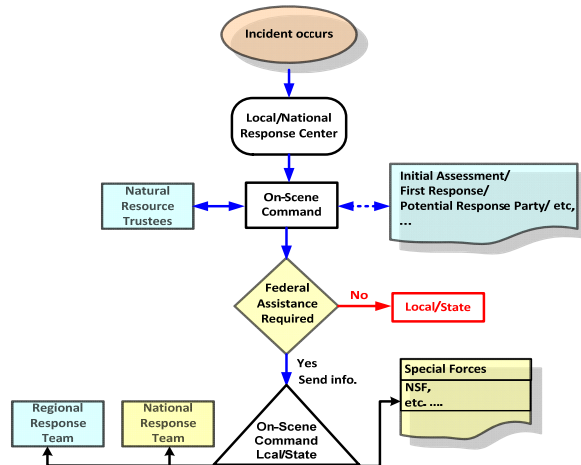 Incident occurs
Local/National
Response Center
Natural
Resource
Trustees
On-Scene
Command
Initial Assessment/
First Response/
Potential Response Party/ etc,
....
Federal
Assistance
Required
No
Local/State
Yes
Send info.
Special Forces
NSF,
etc. ....
Regional
Response
Team
National
Response
Team
On-Scene
Command
Lcal/State